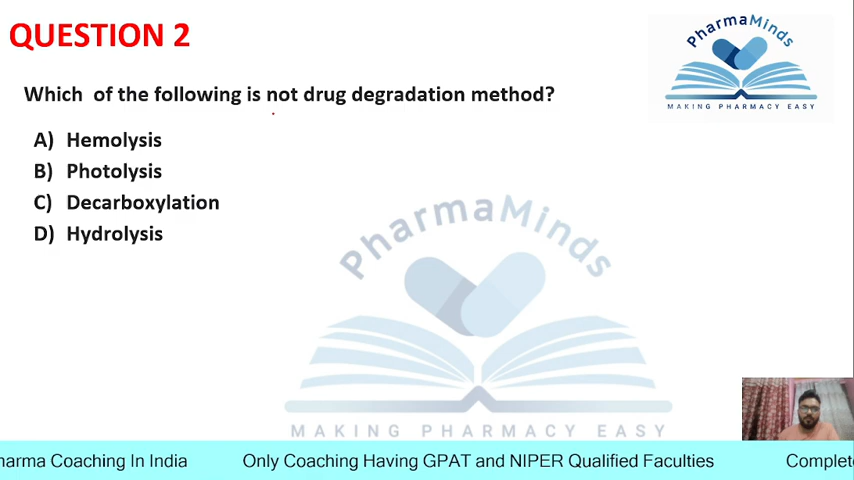 QUESTION 2
PharmaMinds
MAKING PHARMACY EASY
Which of the following is not drug degradation method?
A) Hemolysis
B) Photolysis
C) Decarboxylation
D) Hydrolysis
PharmaMinds
MAKING PHARMACY EASY
harma Coaching In India Only Coaching Having GPAT and NIPER Qualified Faculties Complet